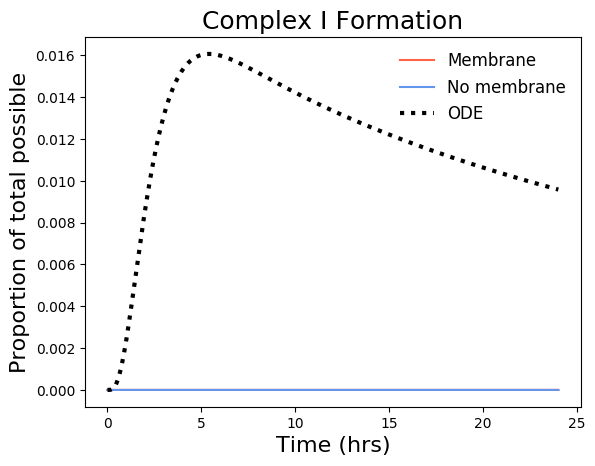 Complex I Formation
Membrane
No membrane
ODE
0.016
0.014
0.012
0.010
0.008
0.006
0.004
0.002
0.000
Proportion of total possible
0 5 10 15 20 25
Time (hrs)